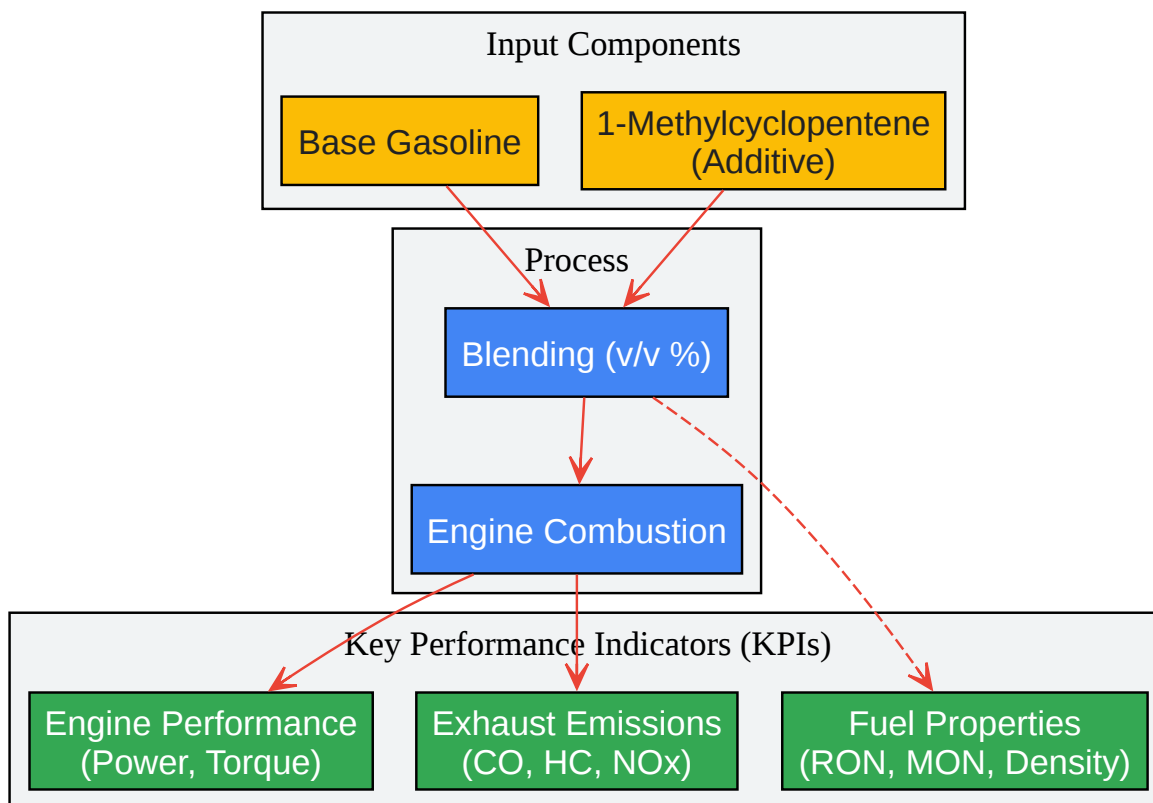 Input Components
Base Gasoline
1-Methylcyclopentene
(Additive)
Process
Blending (v/v %)
Engine Combustion
Key Performance Indicators (KPIs)
Engine Performance
(Power, Torque)
Exhaust Emissions
(CO, HC, NOx)
Fuel Properties
(RON, MON, Density)